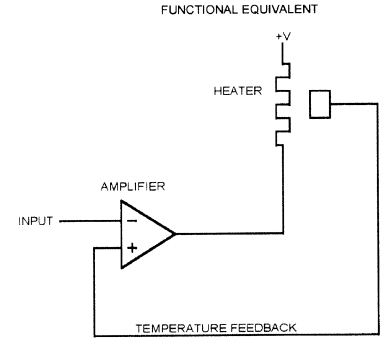 FUNCTIONAL EQUIVALENT
+V
HEATER
AMPLIFIER
INPUT
−
+
TEMPERATURE FEEDBACK